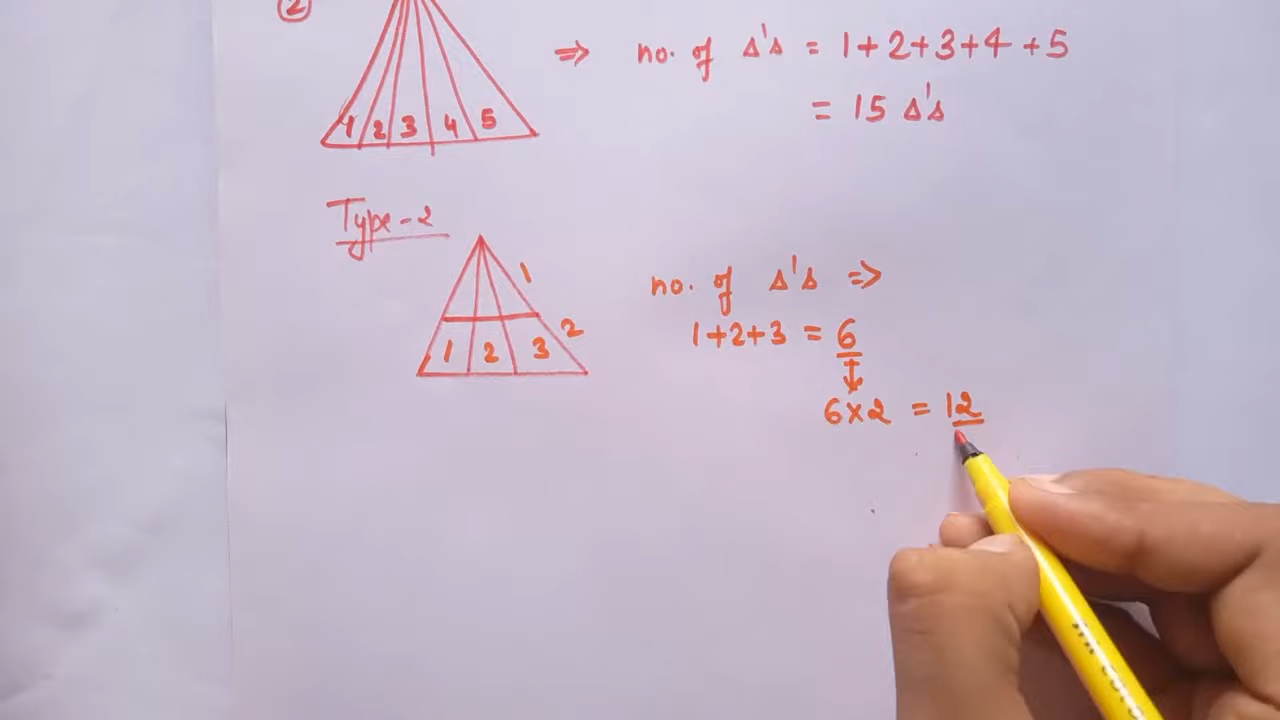 2
no. of Δ's = 1+2+3+4+5
= 15 Δ's
1 2 3 4 5
Type-2
1
2
1 2 3
no. of Δ's ⇒
1+2+3 = 6
6×2 = 12